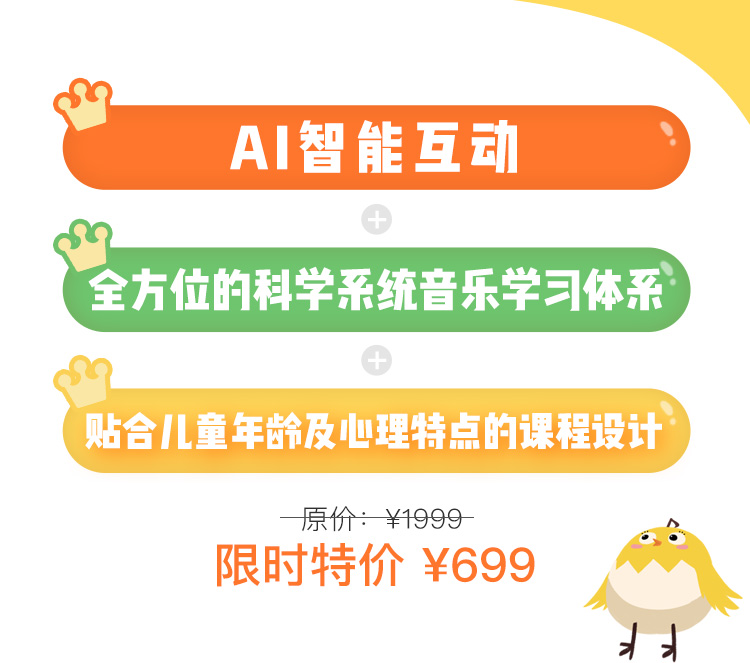 AI智能互动
+
全方位的科学系统音乐学习体系
+
贴合儿童年龄及心理特点的课程设计
原价：¥1999
限时特价 ¥699